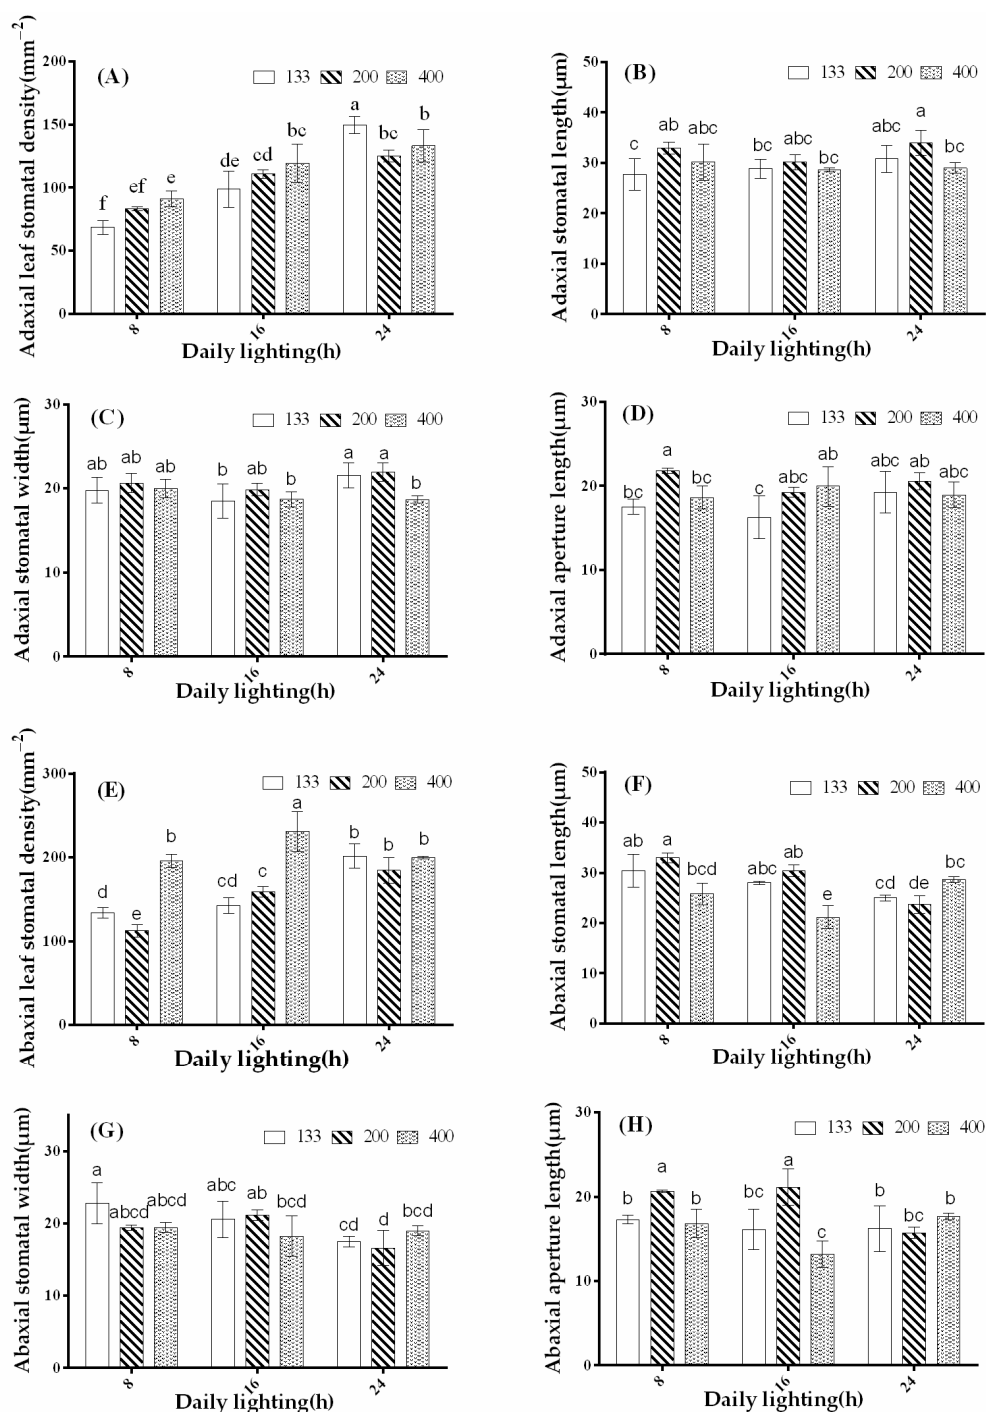 Adaxial leaf stomatal density(mm−2)
(A)
133 200 400
200
150
100
50
0
f ef e de cd bc a bc b
8 16 24
Daily lighting(h)
Adaxial stomatal length(μm)
(B)
133 200 400
50
40
30
20
10
0
c ab abc bc abc bc abc a bc
8 16 24
Daily lighting(h)
Adaxial stomatal width(μm)
(C)
133 200 400
30
20
10
0
ab ab ab b ab b a a b
8 16 24
Daily lighting(h)
Adaxial aperture length(μm)
(D)
133 200 400
30
20
10
0
bc a bc c abc ab abc ab abc
8 16 24
Daily lighting(h)
Abaxial leaf stomatal density(mm−2)
(E)
133 200 400
300
200
100
0
d e b cd c a b b b
8 16 24
Daily lighting(h)
Abaxial stomatal length(μm)
(F)
133 200 400
50
40
30
20
10
0
ab a bcd abc ab e cd de bc
8 16 24
Daily lighting(h)
Abaxial stomatal width(μm)
(G)
133 200 400
30
20
10
0
a abcd abcd abc ab bcd cd d bcd
8 16 24
Daily lighting(h)
Abaxial aperture length(μm)
(H)
133 200 400
30
20
10
0
b a b bc a c b bc b
8 16 24
Daily lighting(h)